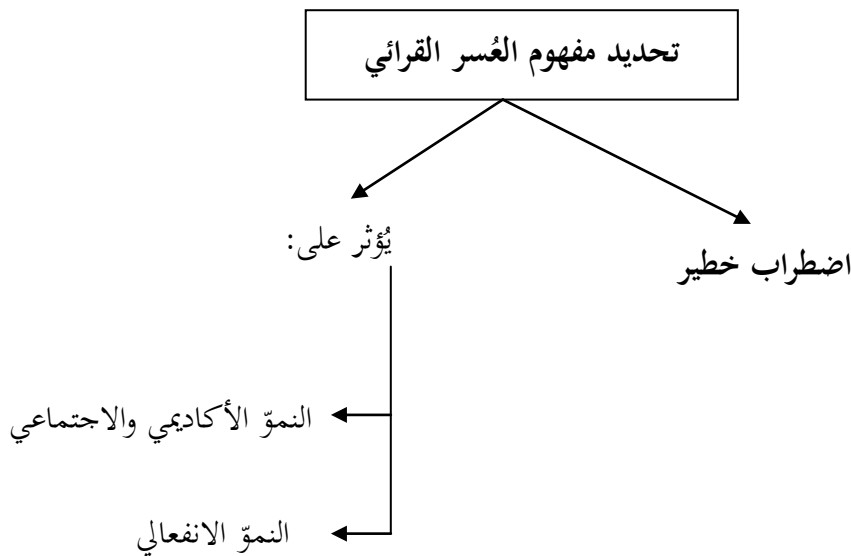 تحديد مفهوم العُسر القرائي
اضطراب خطير
يُؤثر على:
النموّ الأكاديمي والاجتماعي
النموّ الانفعالي